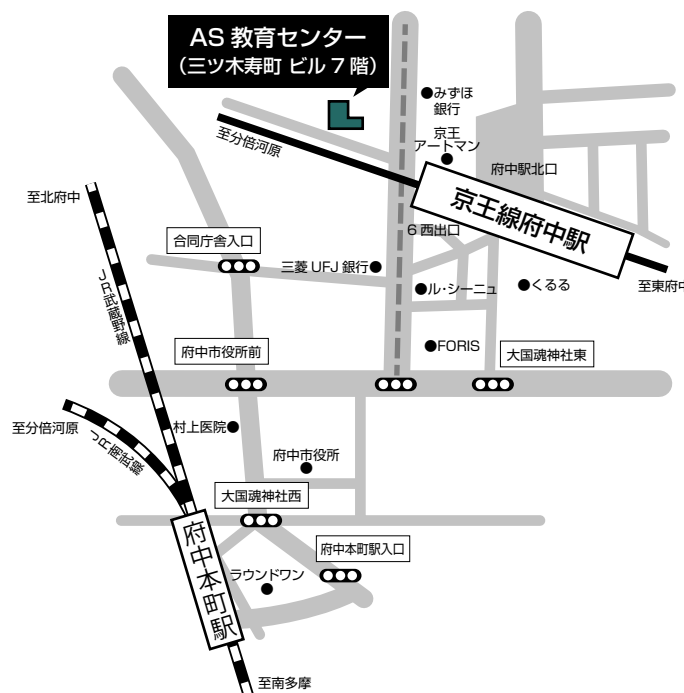 AS 教育センター
（三ツ木寿町 ビル 7 階）
みずほ
銀行
京王
アートマン
至分倍河原
府中駅北口
京王線府中駅
至北府中
6 西出口
合同庁舎入口
三菱 UFJ 銀行
ル・シーニュ
くるる
至東府中
JR武蔵野線
府中市役所前
FORIS
大国魂神社東
至分倍河原
JR南武線
村上医院
府中市役所
大国魂神社西
府中本町駅
府中本町駅入口
ラウンドワン
至南多摩